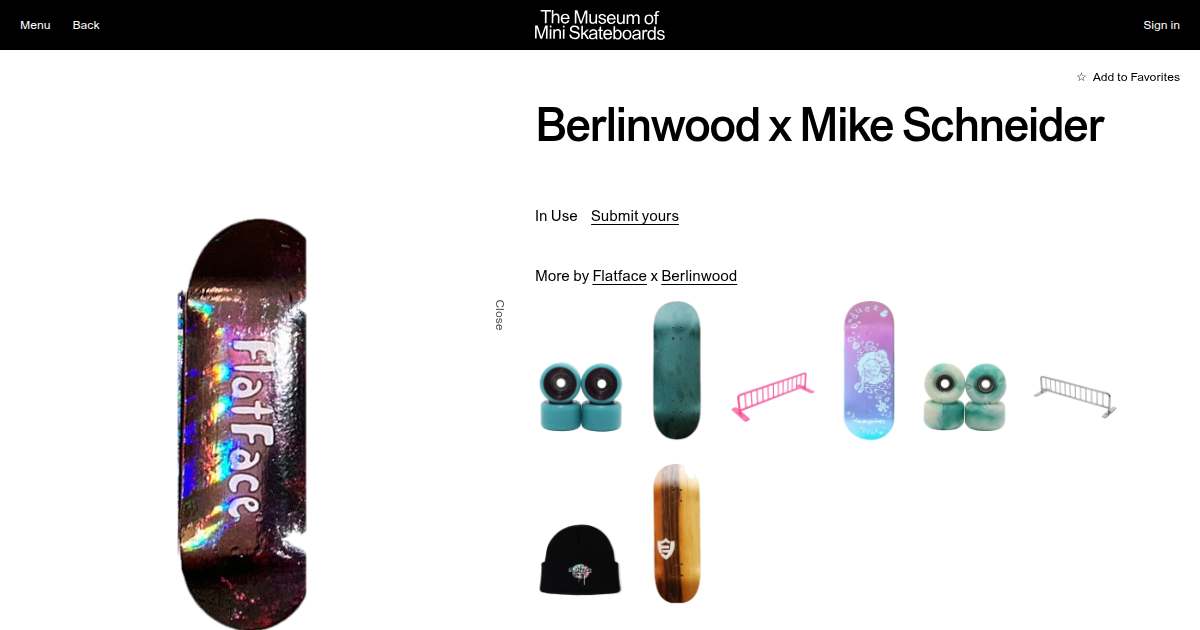 Menu
Back
The Museum of
Mini Skateboards
Sign in
☆ Add to Favorites
Berlinwood x Mike Schneider
In Use Submit yours
More by Flatface x Berlinwood
Close
FlatFace